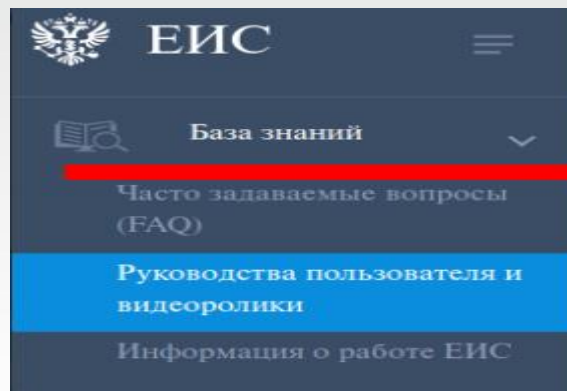 ЕИС
База знаний
Часто задаваемые вопросы
(FAQ)
Руководства пользователя и
видеоролики
Информация о работе ЕИС